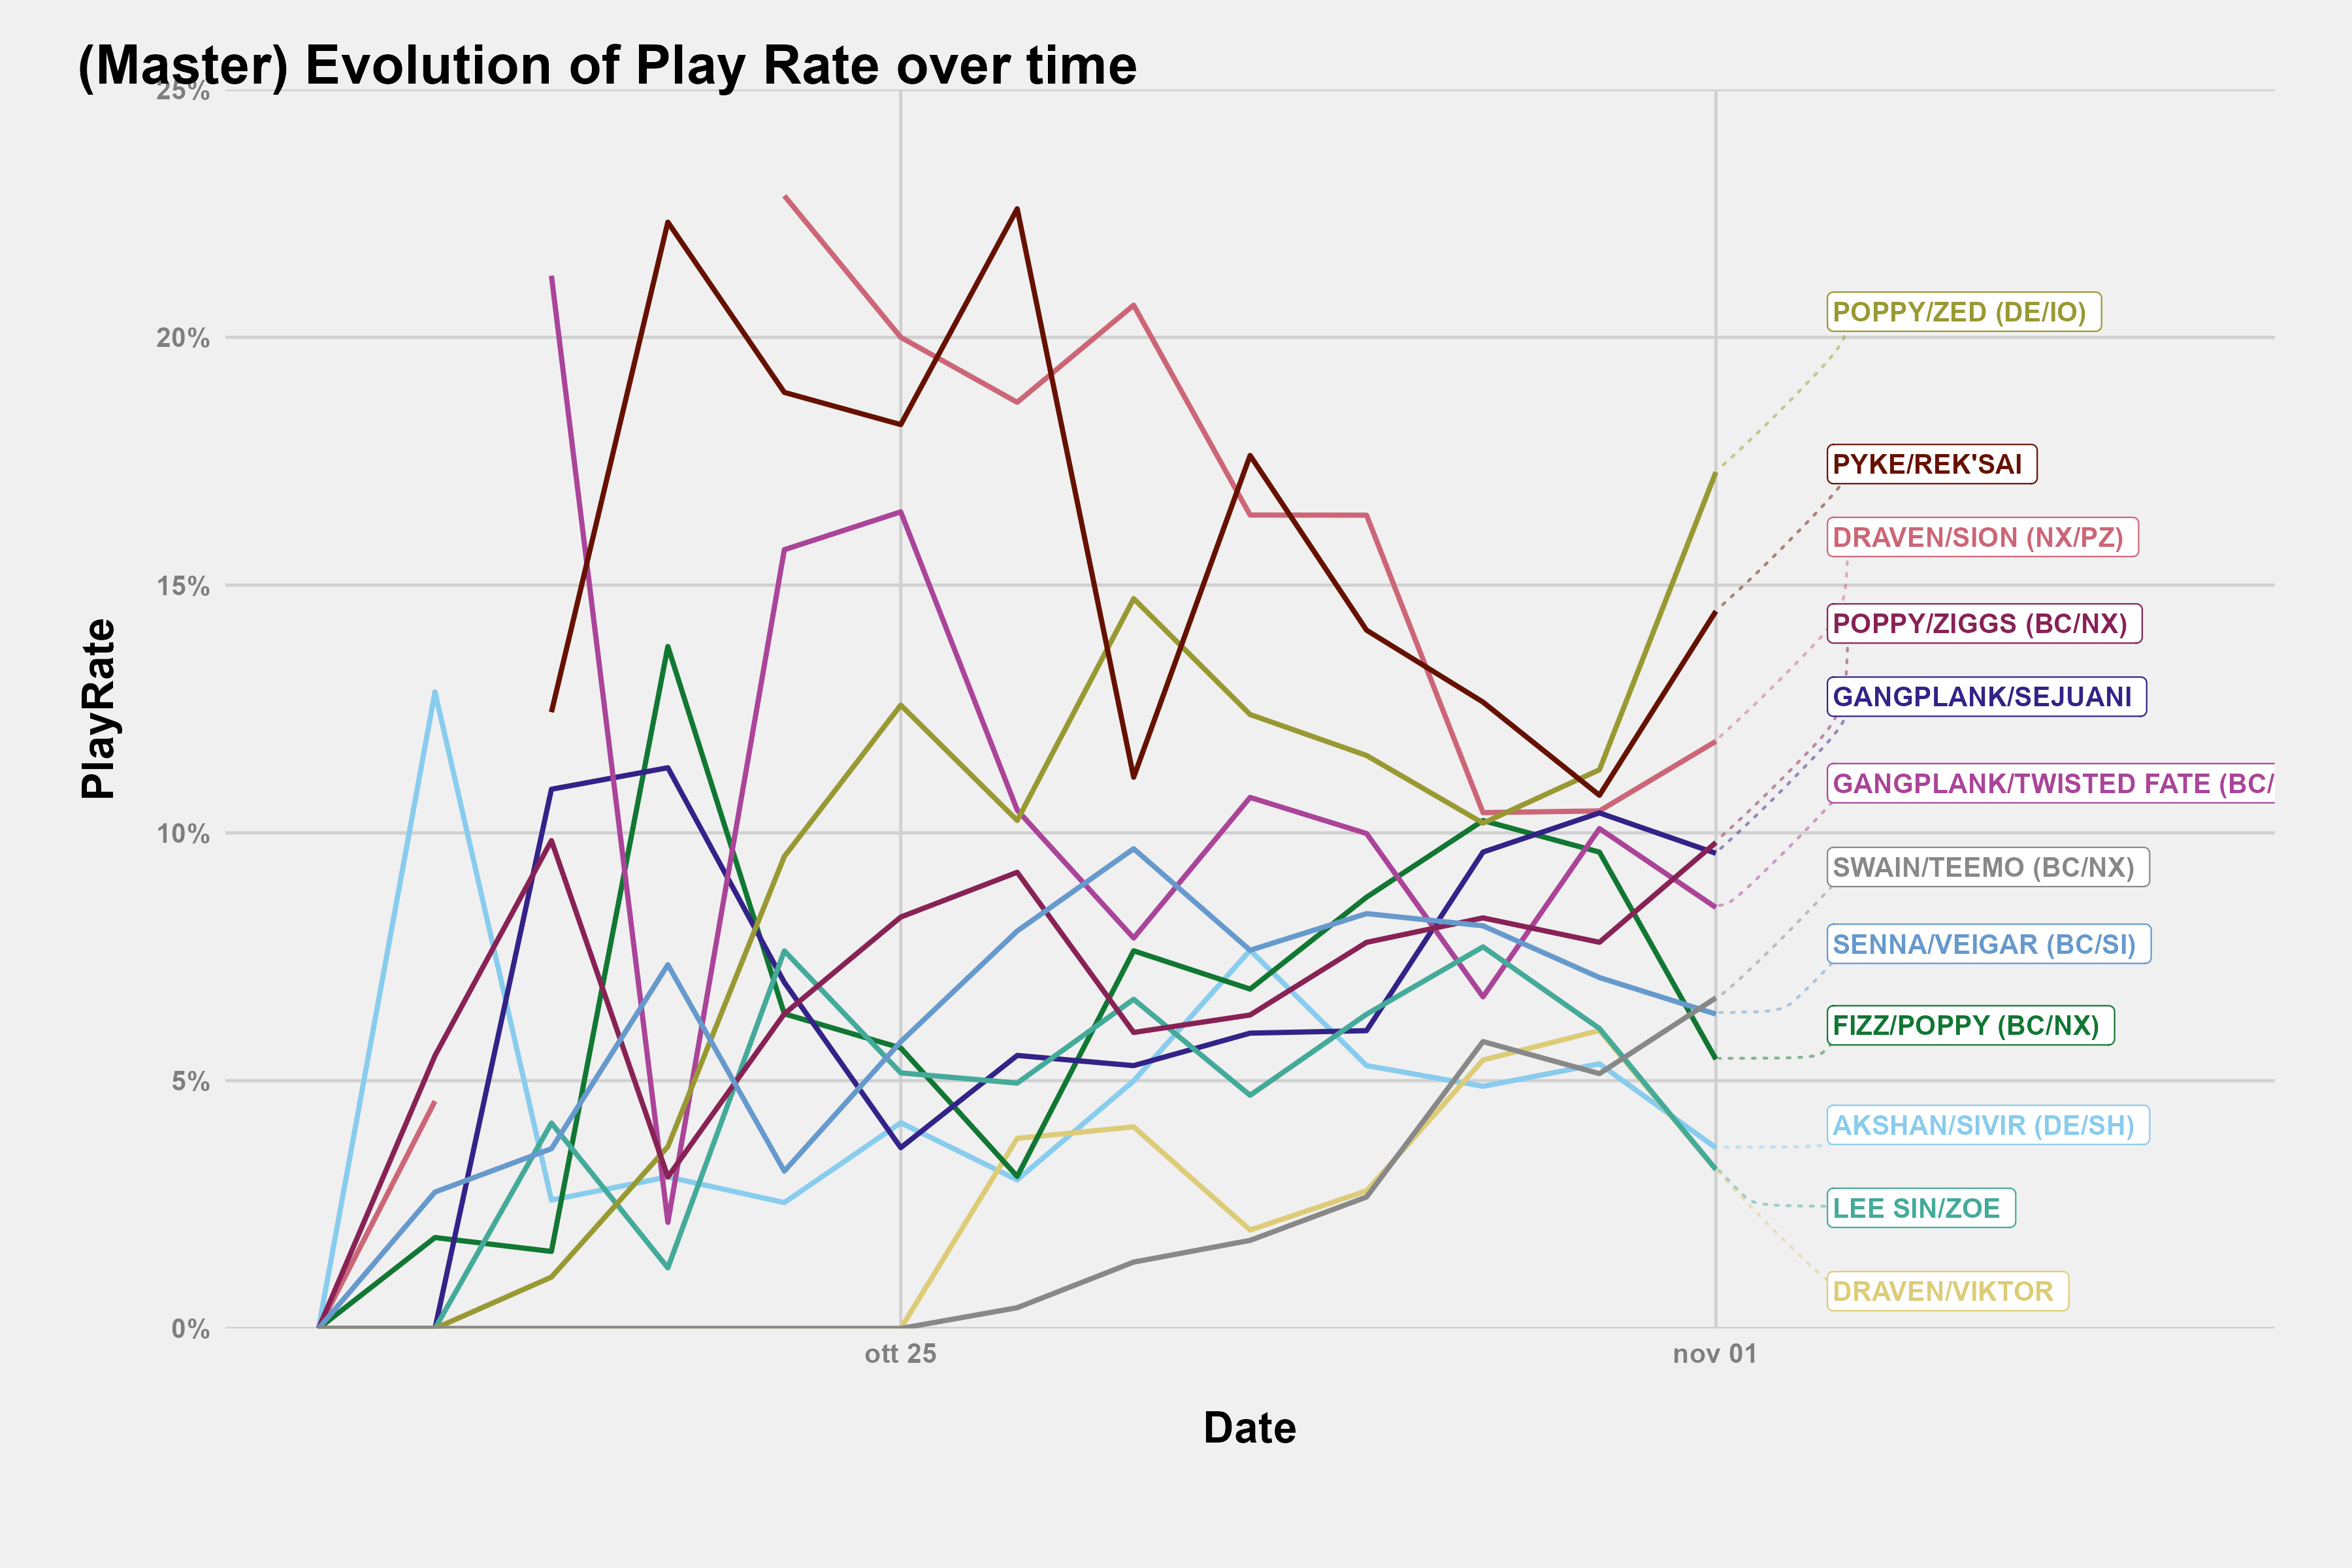 (Master) Evolution of Play Rate over time
25%
20%
15%
10%
5%
0%
PlayRate
ott 25
nov 01
Date
POPPY/ZED (DE/IO)
PYKE/REK'SAI
DRAVEN/SION (NX/PZ)
POPPY/ZIGGS (BC/NX)
GANGPLANK/SEJUANI
GANGPLANK/TWISTED FATE (BC/
SWAIN/TEEMO (BC/NX)
SENNA/VEIGAR (BC/SI)
FIZZ/POPPY (BC/NX)
AKSHAN/SIVIR (DE/SH)
LEE SIN/ZOE
DRAVEN/VIKTOR